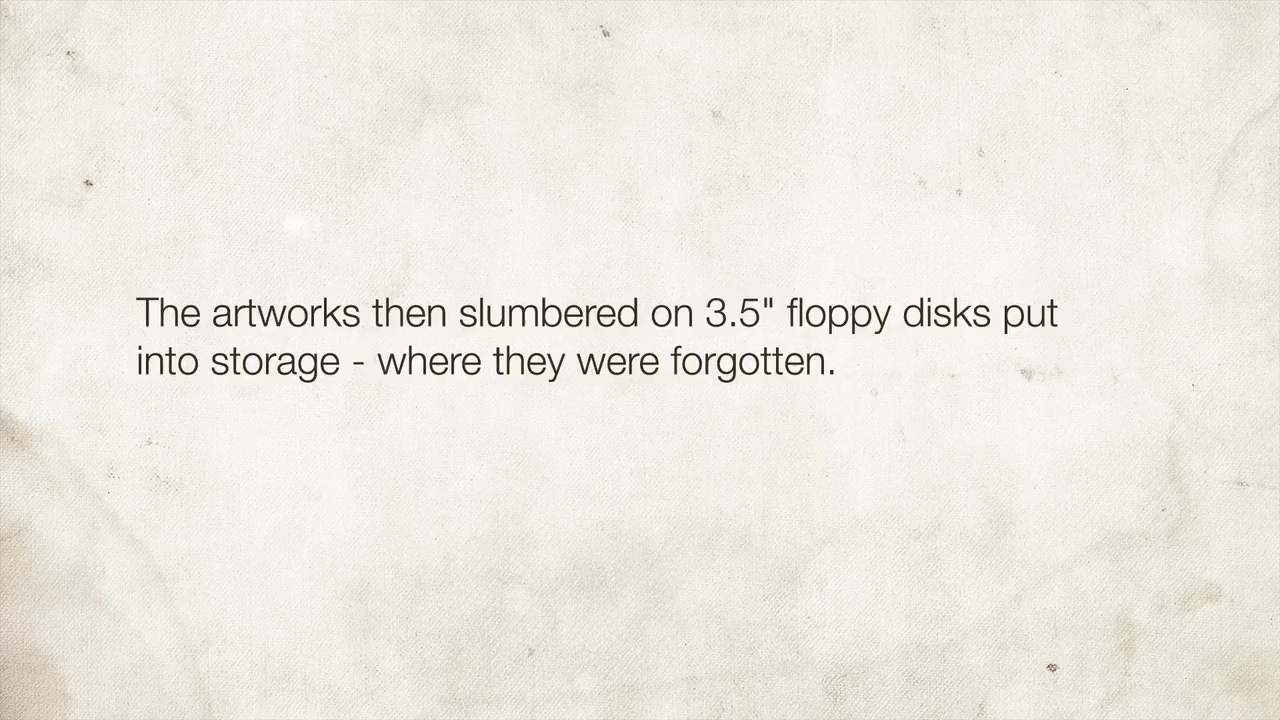 The artworks then slumbered on 3.5" floppy disks put
into storage - where they were forgotten.